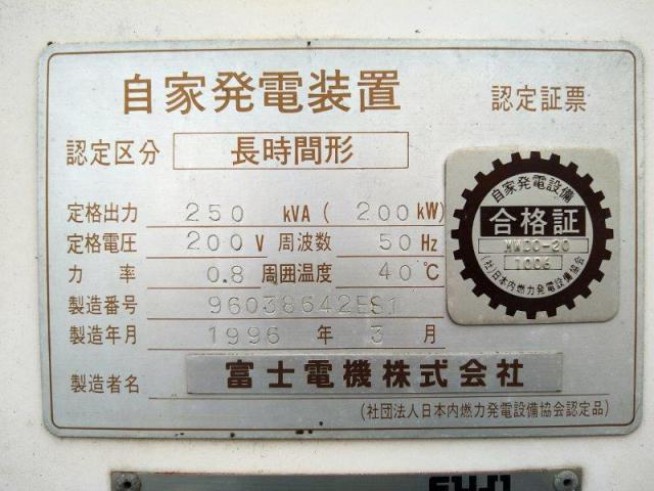 自家発電装置 認定証票
認定区分 長時間形
定格出力 250 kVA ( 200 kW)
定格電圧 200 V 周波数 50 Hz
力率 0.8 周囲温度 40 ℃
製造番号 96038642ES1
製造年月 1996 年 3 月
製造者名 富士電機株式会社
(社団法人日本内燃力発電設備協会認定品)
自家発電設備
合格証
1006
(社)日本内燃力発電設備協会